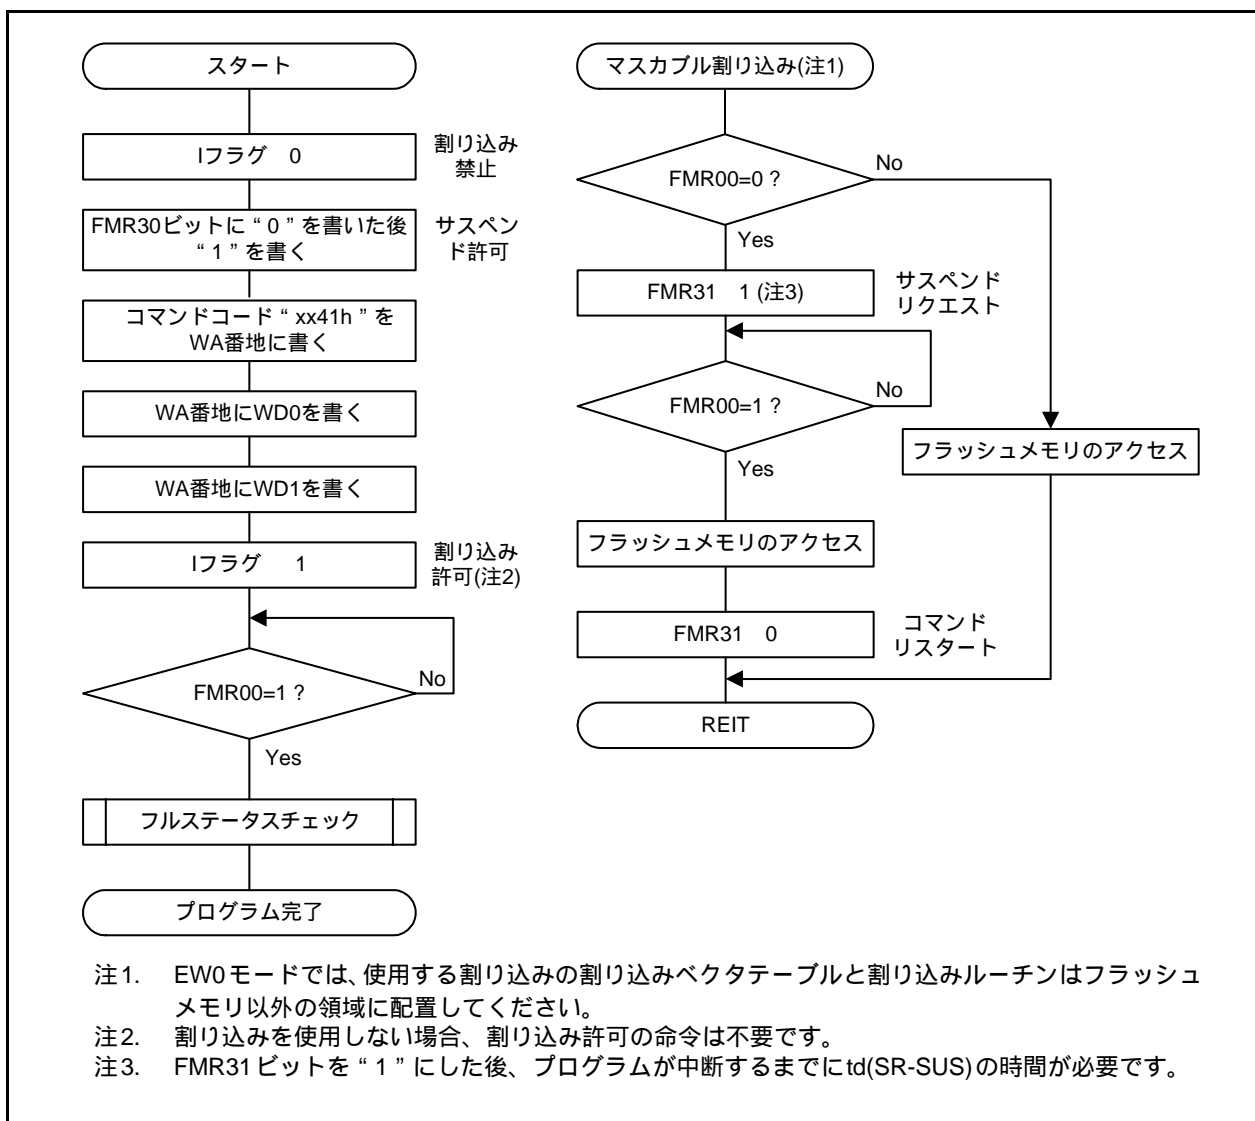 スタート
Iフラグ 0
割り込み
禁止
FMR30ビットに“0”を書いた後
“1”を書く
サスペン
ド許可
コマンドコード“xx41h”を
WA番地に書く
WA番地にWD0を書く
WA番地にWD1を書く
Iフラグ 1
割り込み
許可(注2)
FMR00=1 ?
No
Yes
フルステータスチェック
プログラム完了
マスカブル割り込み(注1)
FMR00=0 ?
No
Yes
FMR31 1 (注3)
サスペンド
リクエスト
FMR00=1 ?
No
Yes
フラッシュメモリのアクセス
フラッシュメモリのアクセス
FMR31 0
コマンド
リスタート
REIT
注1. EW0モードでは、使用する割り込みの割り込みベクタテーブルと割り込みルーチンはフラッシュ
メモリ以外の領域に配置してください。
注2. 割り込みを使用しない場合、割り込み許可の命令は不要です。
注3. FMR31ビットを“1”にした後、プログラムが中断するまでにtd(SR-SUS)の時間が必要です。